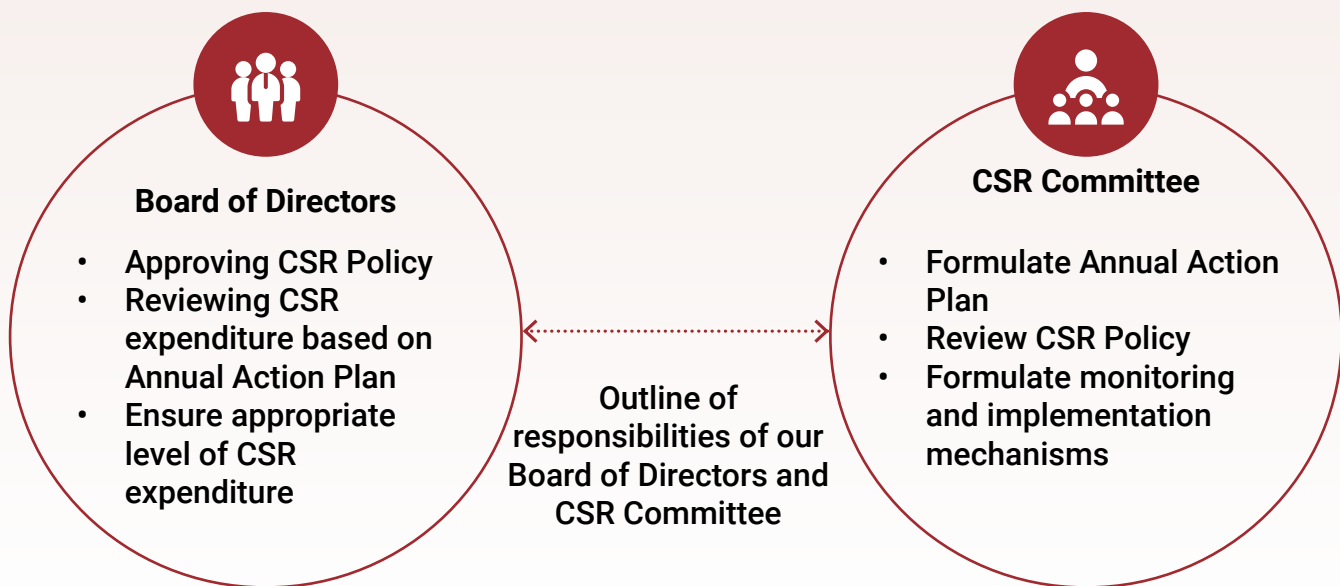 Board of Directors
• Approving CSR Policy
• Reviewing CSR
expenditure based on
Annual Action Plan
• Ensure appropriate
level of CSR
expenditure
Outline of
responsibilities of our
Board of Directors and
CSR Committee
CSR Committee
• Formulate Annual Action
Plan
• Review CSR Policy
• Formulate monitoring
and implementation
mechanisms